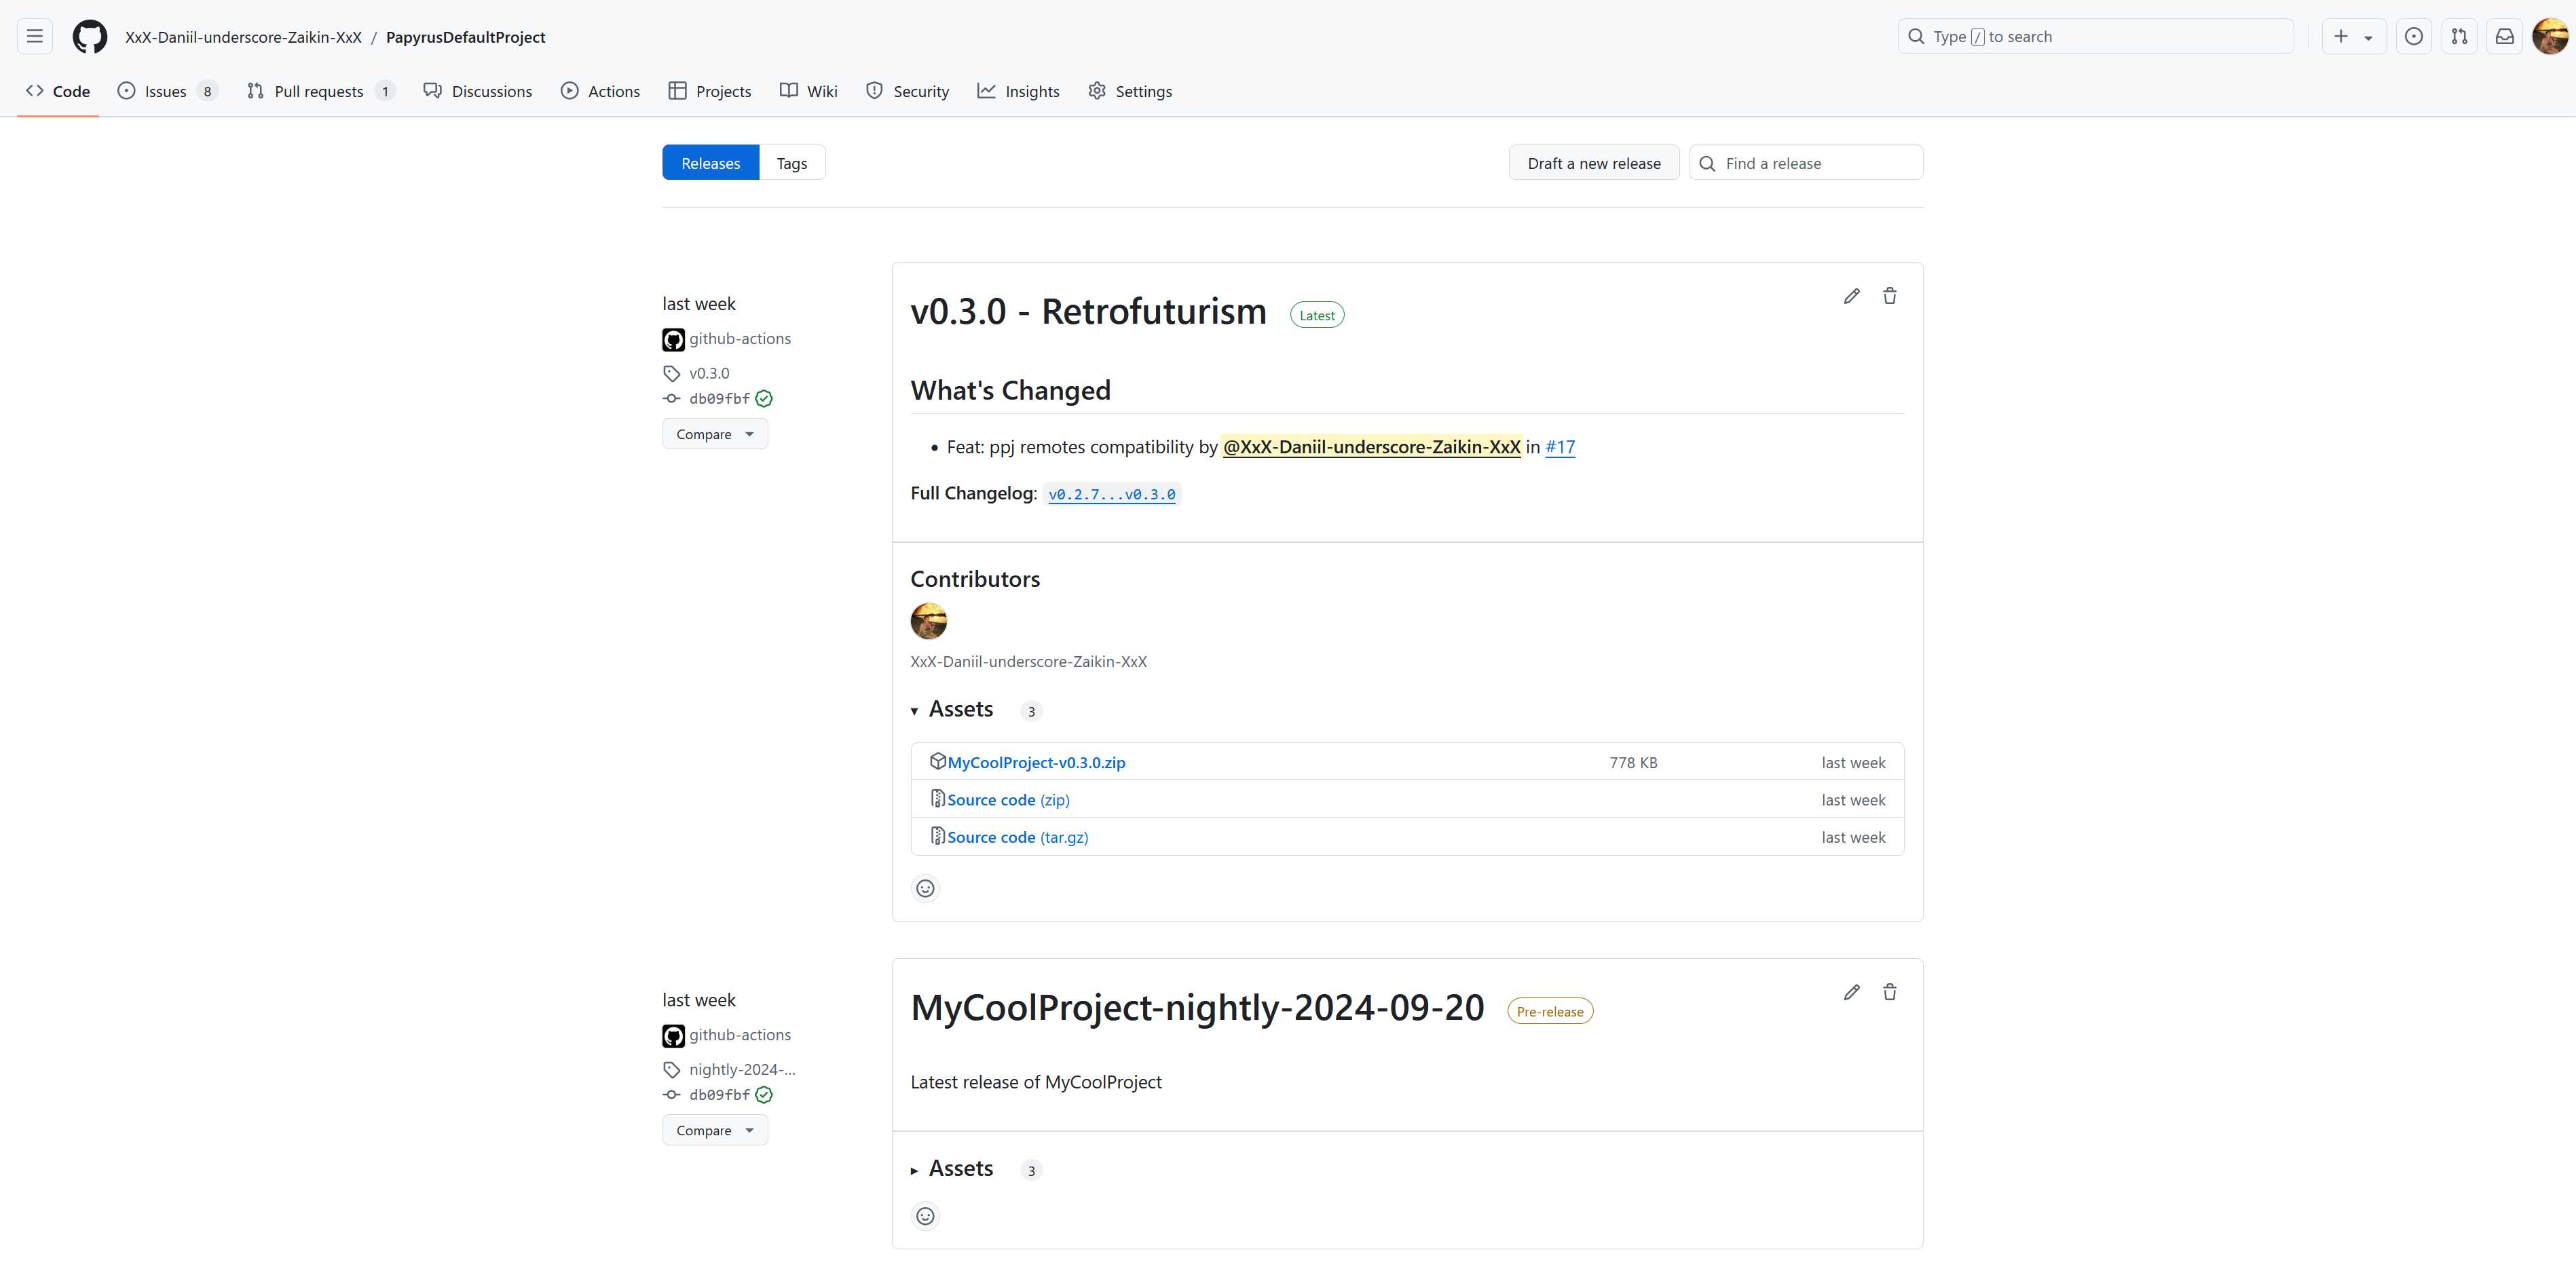 XxX-Daniil-underscore-Zaikin-XxX / PapyrusDefaultProject
Type / to search
Code
Issues 8
Pull requests 1
Discussions
Actions
Projects
Wiki
Security
Insights
Settings
Releases
Tags
Draft a new release
Find a release
last week
github-actions
v0.3.0
db09fbf
Compare
v0.3.0 - Retrofuturism Latest
What's Changed
Feat: ppj remotes compatibility by @XxX-Daniil-underscore-Zaikin-XxX in #17
Full Changelog: v0.2.7...v0.3.0
Contributors
XxX-Daniil-underscore-Zaikin-XxX
Assets 3
MyCoolProject-v0.3.0.zip 778 KB last week
Source code (zip) last week
Source code (tar.gz) last week
last week
github-actions
nightly-2024-...
db09fbf
Compare
MyCoolProject-nightly-2024-09-20 Pre-release
Latest release of MyCoolProject
Assets 3